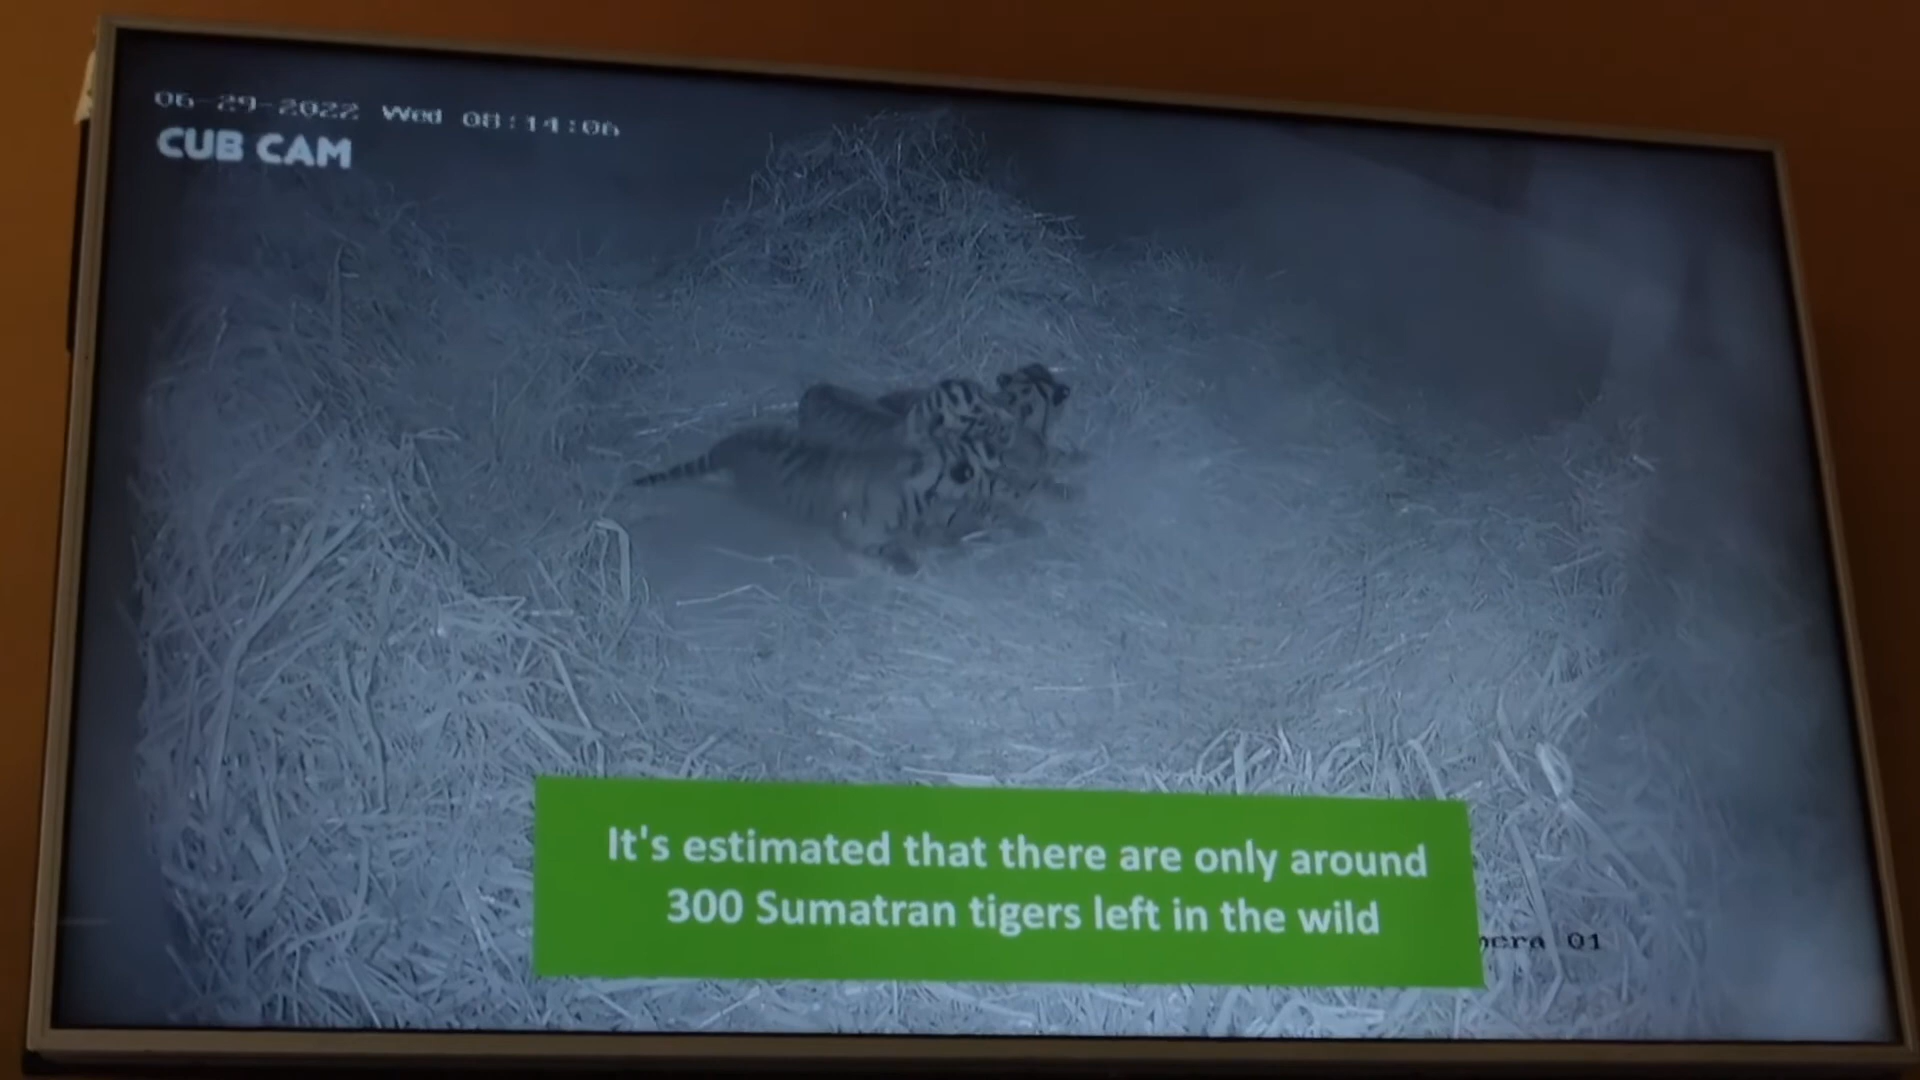 06-29-2022 Wed 08:14:06
CUB CAM
It's estimated that there are only around
300 Sumatran tigers left in the wild
01